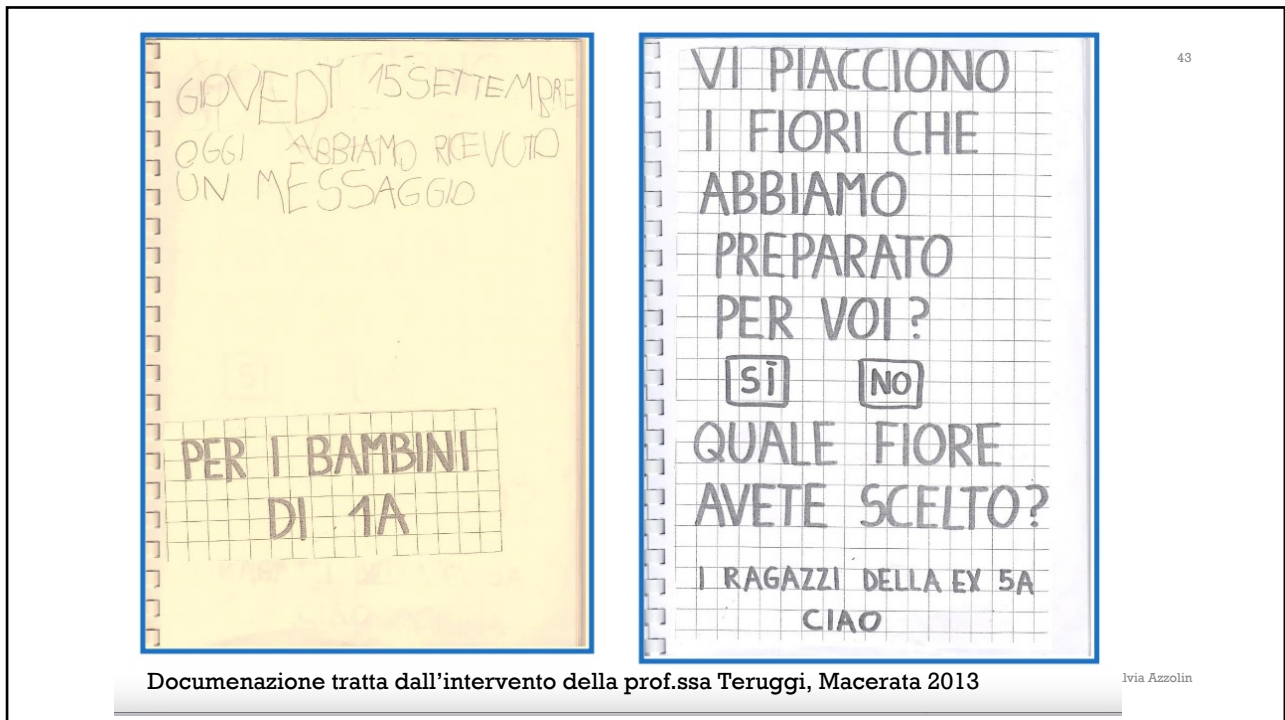 43
GIOVEDÌ 15 SETTEMBRE
OGGI ABBIAMO RICEVUTO
UN MESSAGGIO
PER I BAMBINI
DI 1A
VI PIACCIONO
I FIORI CHE
ABBIAMO
PREPARATO
PER VOI?
SÌ NO
QUALE FIORE
AVETE SCELTO?
I RAGAZZI DELLA EX 5A
CIAO
Documenazione tratta dall'intervento della prof.ssa Teruggi, Macerata 2013
lvia Azzolin